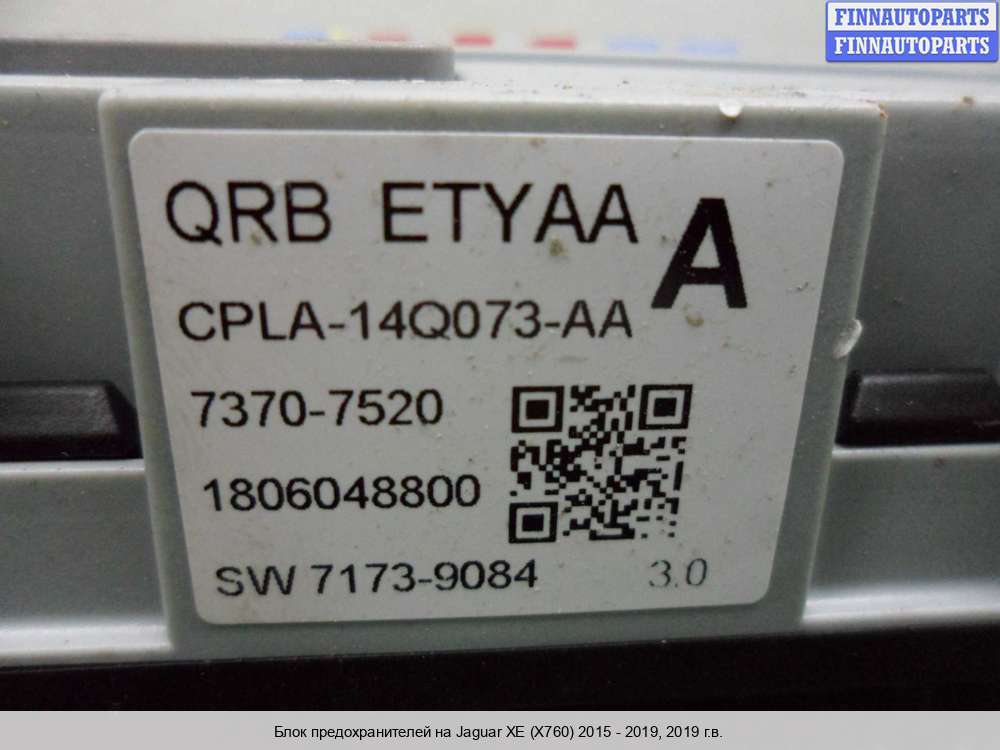 FINNAUTOPARTS
FINNAUTOPARTS
QRB ETYAA
A
CPLA-14Q073-AA
7370-7520
1806048800
SW 7173-9084 3.0
Блок предохранителей на Jaguar XE (X760) 2015 - 2019, 2019 г.в.